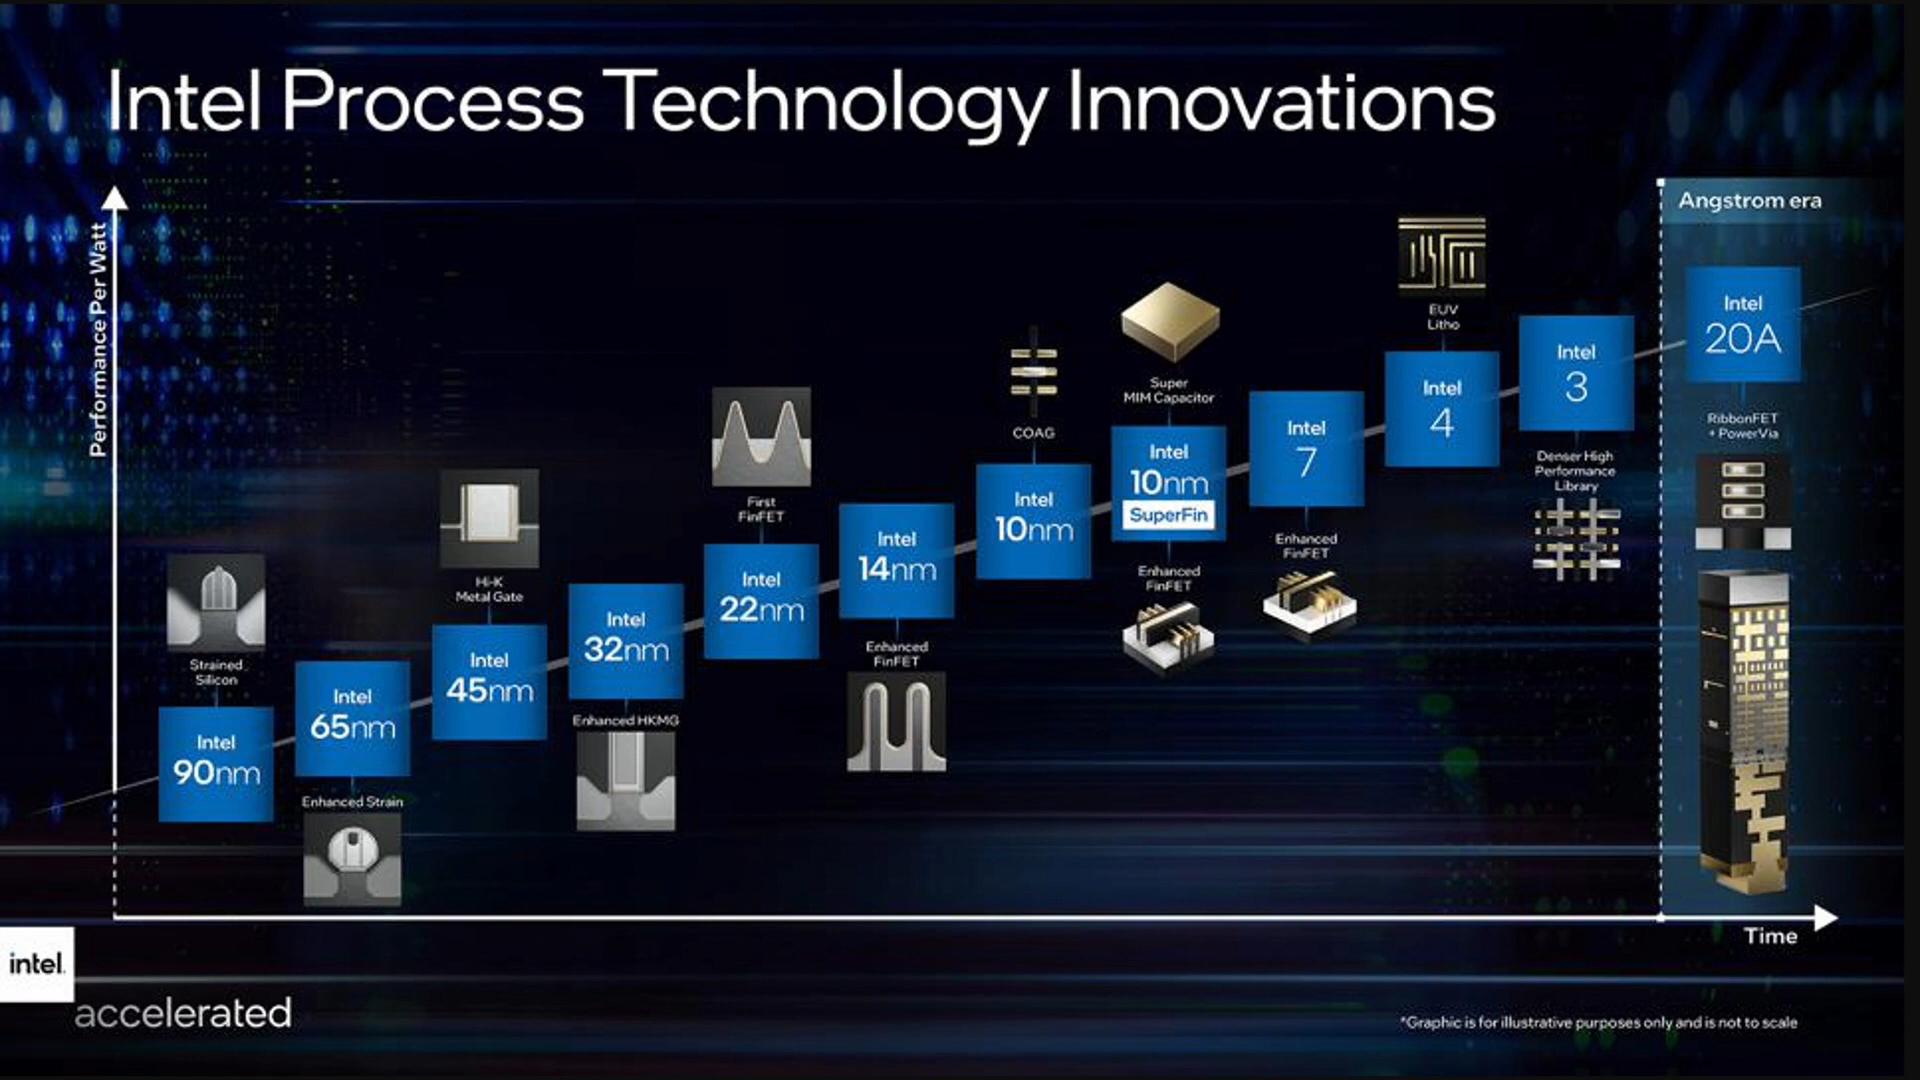 Intel Process Technology Innovations
Performance Per Watt
Angstrom era
Strained
Silicon
Intel
90nm
Intel
65nm
Enhanced Strain
Hi-K
Metal Gate
Intel
45nm
Intel
32nm
Enhanced HKMG
First
FinFET
Intel
22nm
Intel
14nm
Enhanced
FinFET
COAG
Intel
10nm
Super
MIM Capacitor
Intel
10nm
SuperFin
Enhanced
FinFET
Intel
7
Enhanced
FinFET
EUV
Litho
Intel
4
Intel
3
Denser High
Performance
Library
Intel
20A
RibbonFET
+ PowerVia
Time
intel.
accelerated
*Graphic is for illustrative purposes only and is not to scale